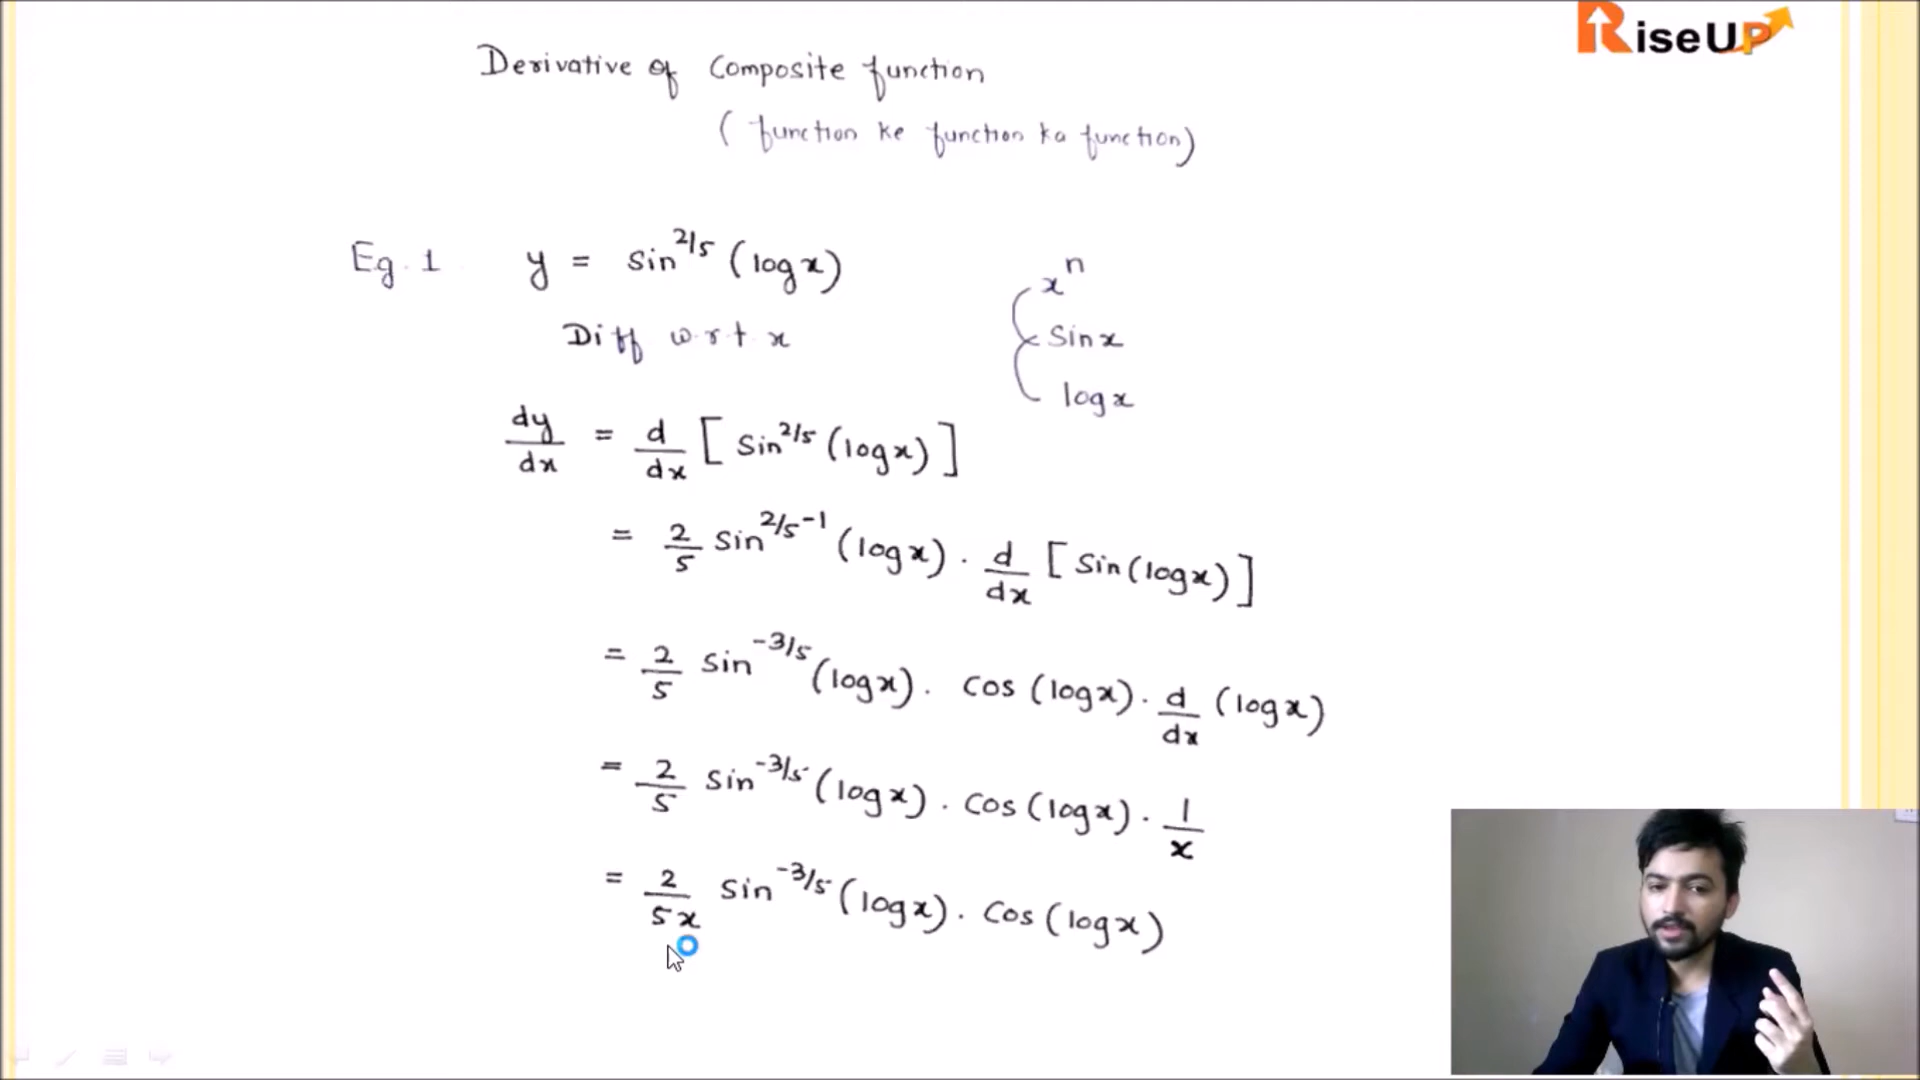 RiseUP
Derivative of Composite function
( function ke function ka function)
Eg. 1 y = sin^2/5 (log x)
x^n
Diff w.r.t. x
Sin x
log x
dy/dx = d/dx [ Sin^2/5 (log x) ]
= 2/5 sin^2/5-1 (log x) . d/dx [ Sin (log x) ]
= 2/5 sin^-3/5 (log x) . cos (log x) . d/dx (log x)
= 2/5 sin^-3/5 (log x) . cos (log x) . 1/x
= 2/5x sin^-3/5 (log x) . cos (log x)